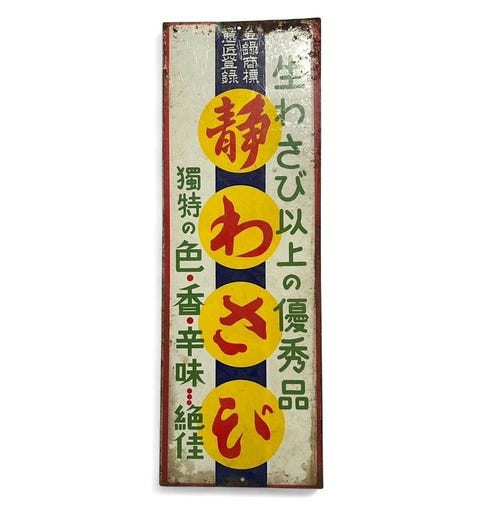 生わさび以上の優秀品
登録商標
意匠登録
静わさび
獨特の色・香・辛味…絶佳